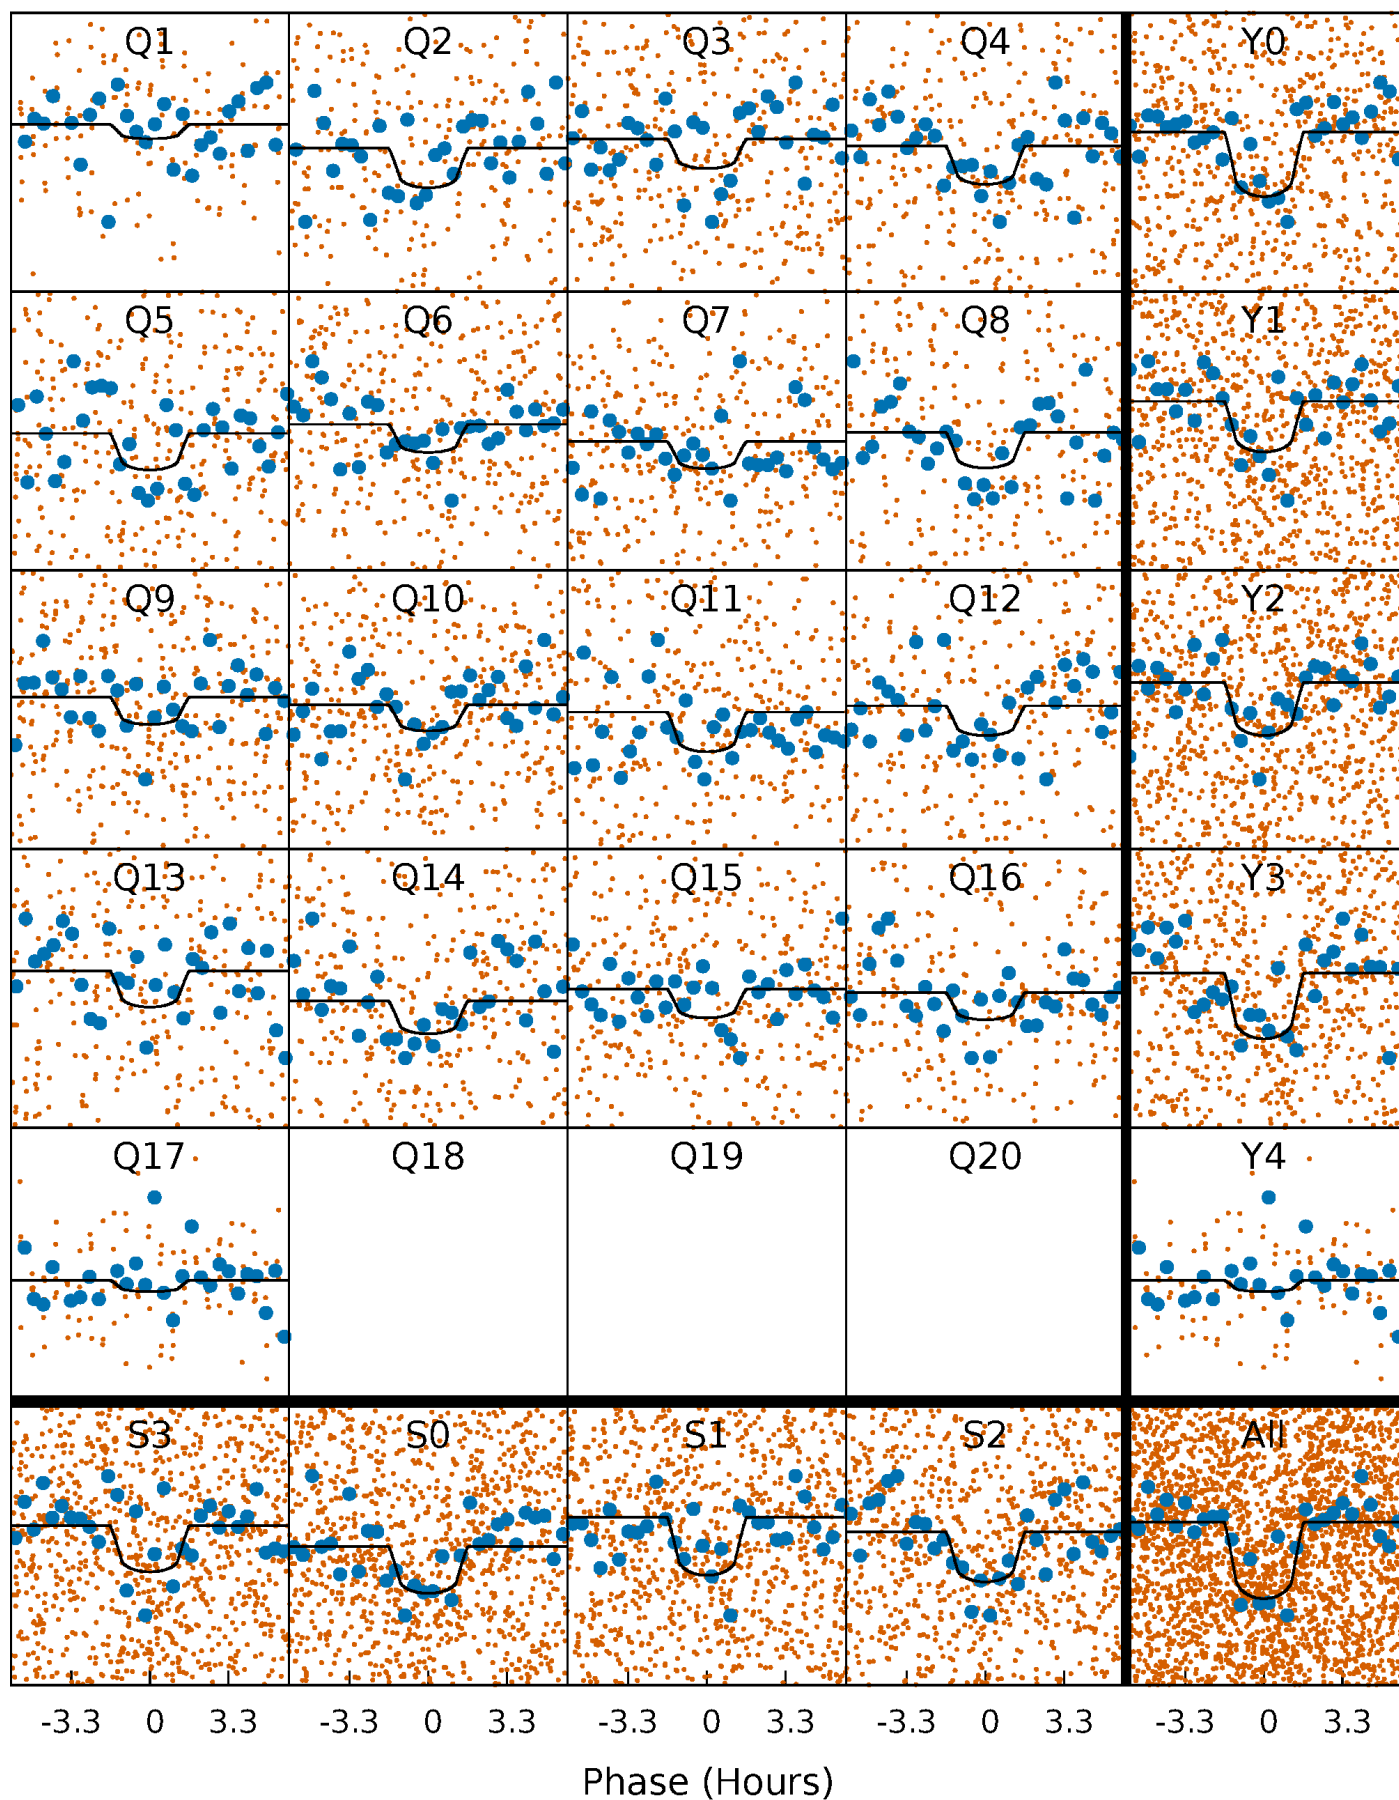 Q1 Q2 Q3 Q4 Y0
Q5 Q6 Q7 Q8 Y1
Q9 Q10 Q11 Q12 Y2
Q13 Q14 Q15 Q16 Y3
Q17 Q18 Q19 Q20 Y4
S3 S0 S1 S2 All
-3.3 0 3.3 -3.3 0 3.3 -3.3 0 3.3 -3.3 0 3.3 -3.3 0 3.3
Phase (Hours)